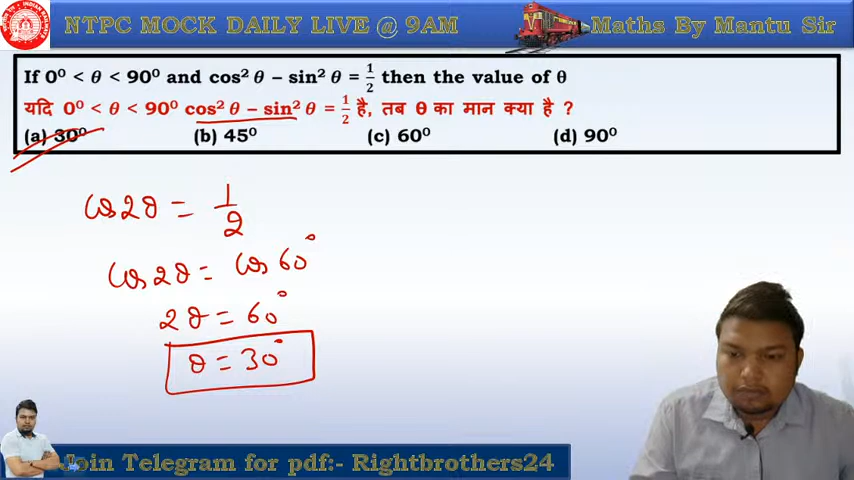 NTPC MOCK DAILY LIVE @ 9AM
Maths By Mantu Sir
If 0⁰ < θ < 90⁰ and cos² θ – sin² θ = 1/2 then the value of θ
यदि 0⁰ < θ < 90⁰ cos² θ – sin² θ = 1/2 है, तब θ का मान क्या है ?
(a) 30⁰ (b) 45⁰ (c) 60⁰ (d) 90⁰
cos2θ = 1/2
cos2θ = cos60°
2θ = 60°
θ = 30°
Join Telegram for pdf:- Rightbrothers24